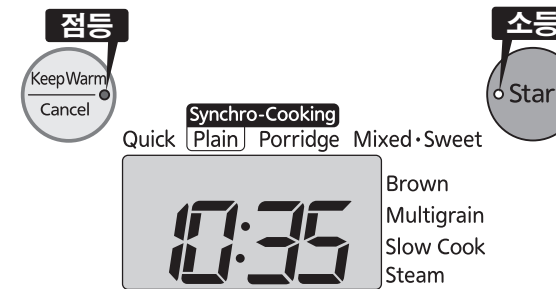 점등
소등
Keep Warm
Cancel
Star
Synchro-Cooking
Quick Plain Porridge Mixed·Sweet
10:35
Brown
Multigrain
Slow Cook
Steam